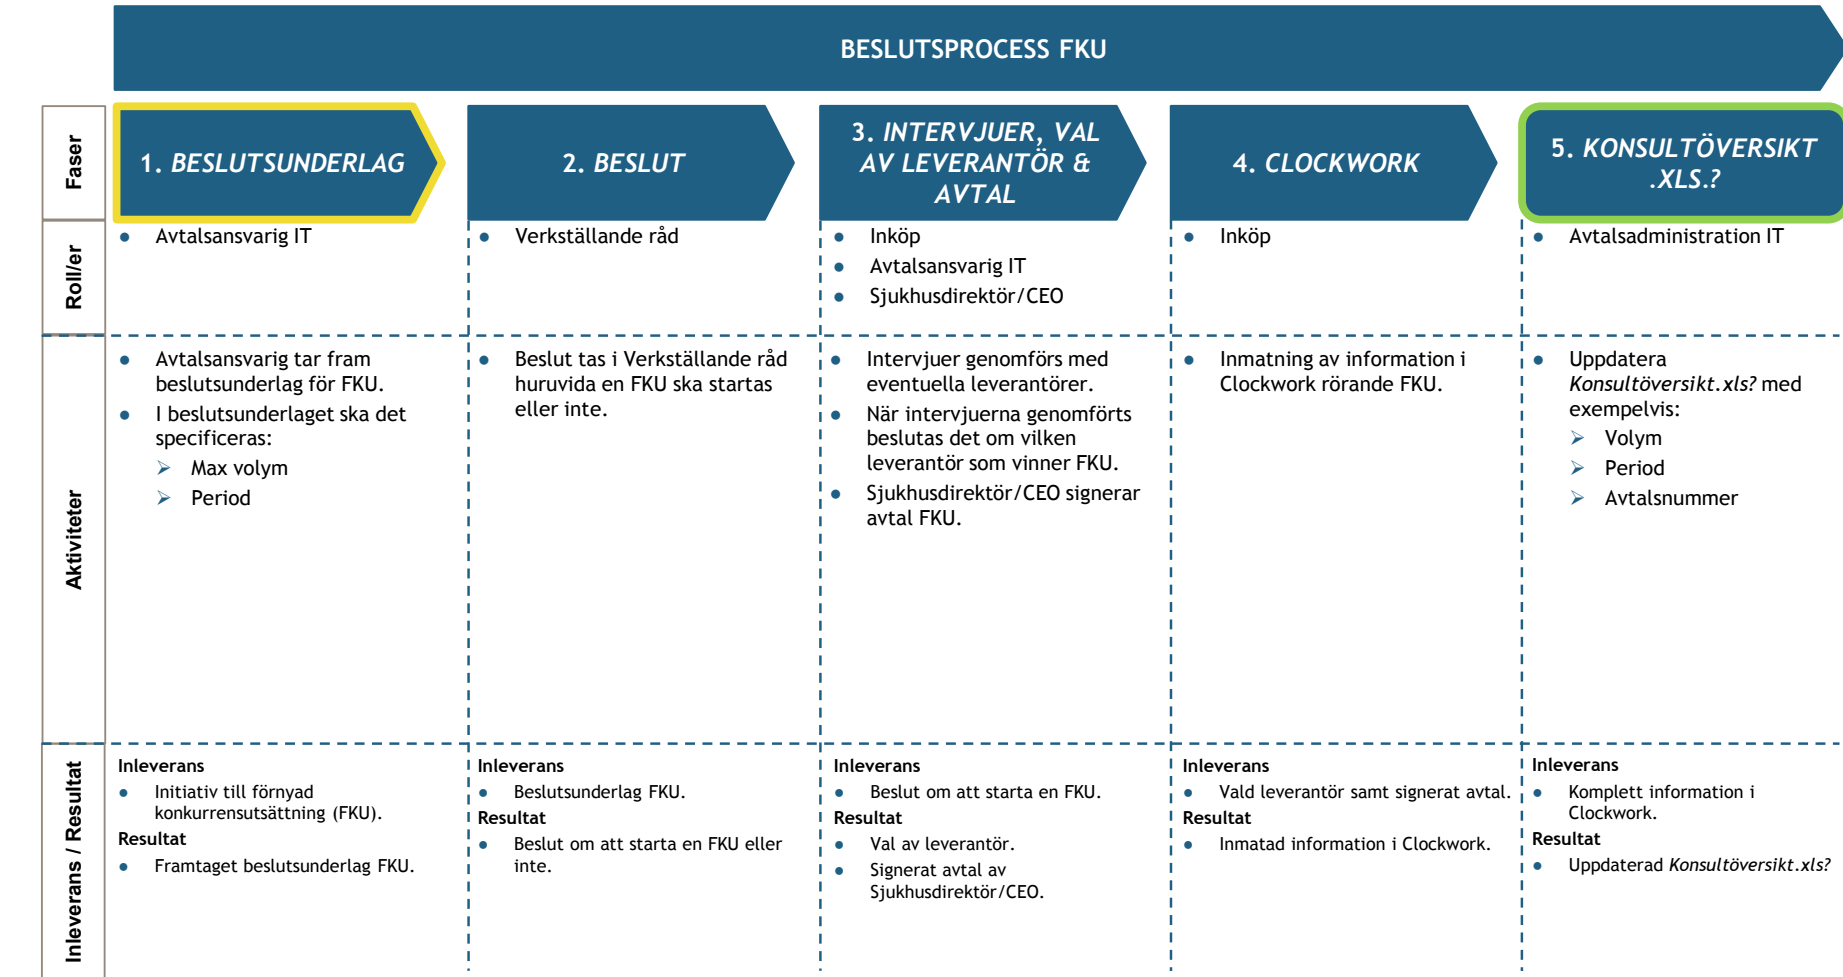 BESLUTSPROCESS FKU
Faser
1. BESLUTSUNDERLAG
2. BESLUT
3. INTERVJUER, VAL
AV LEVERANTÖR &
AVTAL
4. CLOCKWORK
5. KONSULTÖVERSIKT
.XLS.?
Roll/er
Avtalsansvarig IT
Verkställande råd
Inköp
Avtalsansvarig IT
Sjukhusdirektör/CEO
Inköp
Avtalsadministration IT
Aktiviteter
Avtalsansvarig tar fram
beslutsunderlag för FKU.
I beslutsunderlaget ska det
specificeras:
Max volym
Period
Beslut tas i Verkställande råd
huruvida en FKU ska startas
eller inte.
Intervjuer genomförs med
eventuella leverantörer.
När intervjuerna genomförts
beslutas det om vilken
leverantör som vinner FKU.
Sjukhusdirektör/CEO signerar
avtal FKU.
Inmatning av information i
Clockwork rörande FKU.
Uppdatera
Konsultöversikt.xls? med
exempelvis:
Volym
Period
Avtalsnummer
Inleverans / Resultat
Inleverans
Initiativ till förnyad
konkurrensutsättning (FKU).
Resultat
Framtaget beslutsunderlag FKU.
Inleverans
Beslutsunderlag FKU.
Resultat
Beslut om att starta en FKU eller
inte.
Inleverans
Beslut om att starta en FKU.
Resultat
Val av leverantör.
Signerat avtal av
Sjukhusdirektör/CEO.
Inleverans
Vald leverantör samt signerat avtal.
Resultat
Inmatad information i Clockwork.
Inleverans
Komplett information i
Clockwork.
Resultat
Uppdaterad Konsultöversikt.xls?